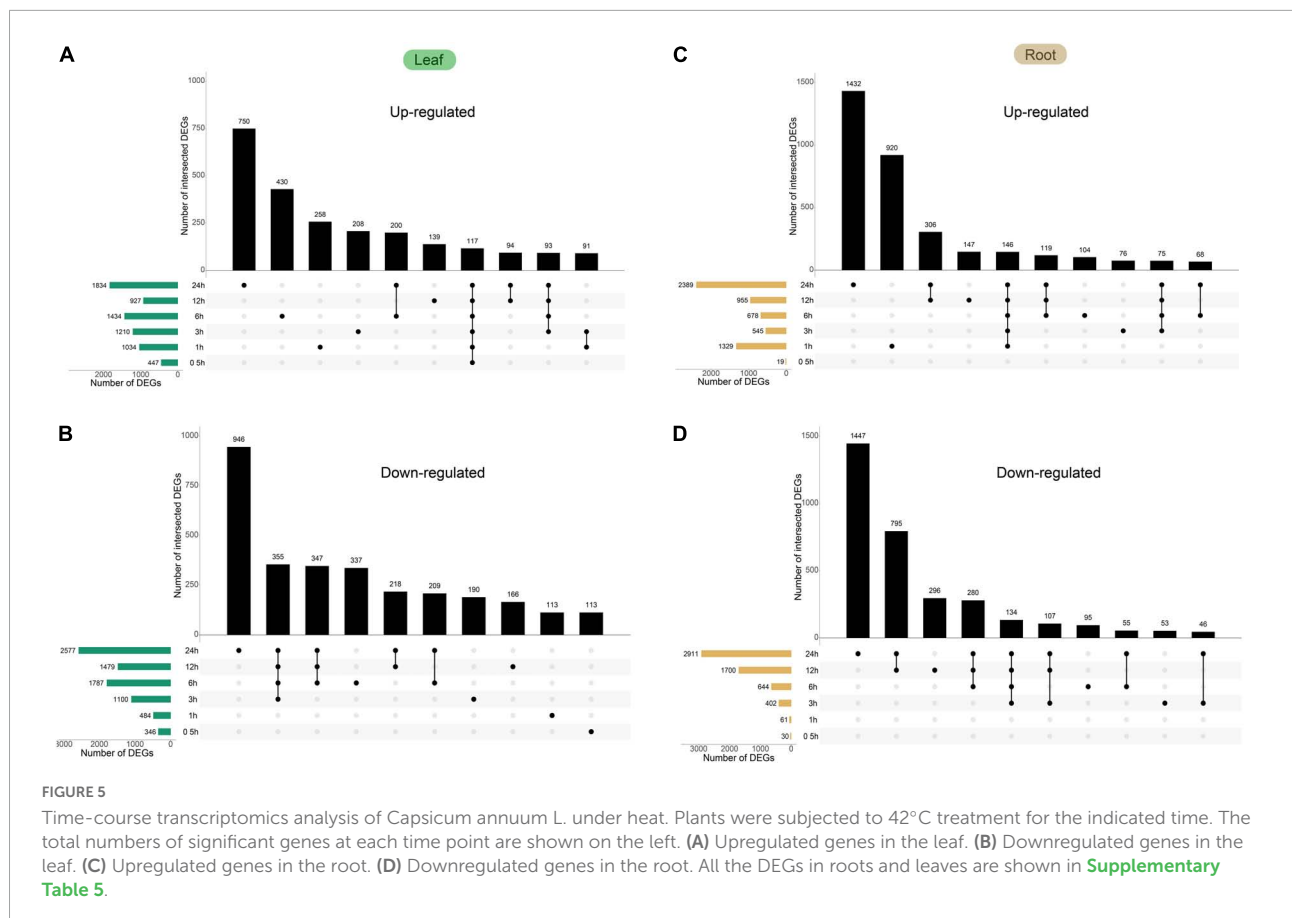 A
Leaf
Up-regulated
Number of intersected DEGs
1000
750
500
250
0
750
430
258
208
200
139
117
94
93
91
1834
24h
927
12h
1434
6h
1210
3h
1034
1h
447
0 5h
2000
1000
0
Number of DEGs
C
Root
Up-regulated
Number of intersected DEGs
1500
1000
500
0
1432
920
306
147
146
119
104
76
75
68
2389
24h
955
12h
678
6h
545
3h
1329
1h
19
0 5h
2000
1000
0
Number of DEGs
B
Down-regulated
Number of intersected DEGs
1000
750
500
250
0
946
355
347
337
218
209
190
166
113
113
2577
24h
1479
12h
1787
6h
1100
3h
484
1h
346
0 5h
3000
2000
1000
0
Number of DEGs
D
Down-regulated
Number of intersected DEGs
1500
1000
500
0
1447
795
296
280
134
107
95
55
53
46
2911
24h
1700
12h
644
6h
402
3h
61
1h
30
0 5h
3000
2000
1000
0
Number of DEGs
FIGURE 5
Time-course transcriptomics analysis of Capsicum annuum L. under heat. Plants were subjected to 42°C treatment for the indicated time. The
total numbers of significant genes at each time point are shown on the left. (A) Upregulated genes in the leaf. (B) Downregulated genes in the
leaf. (C) Upregulated genes in the root. (D) Downregulated genes in the root. All the DEGs in roots and leaves are shown in Supplementary
Table 5.